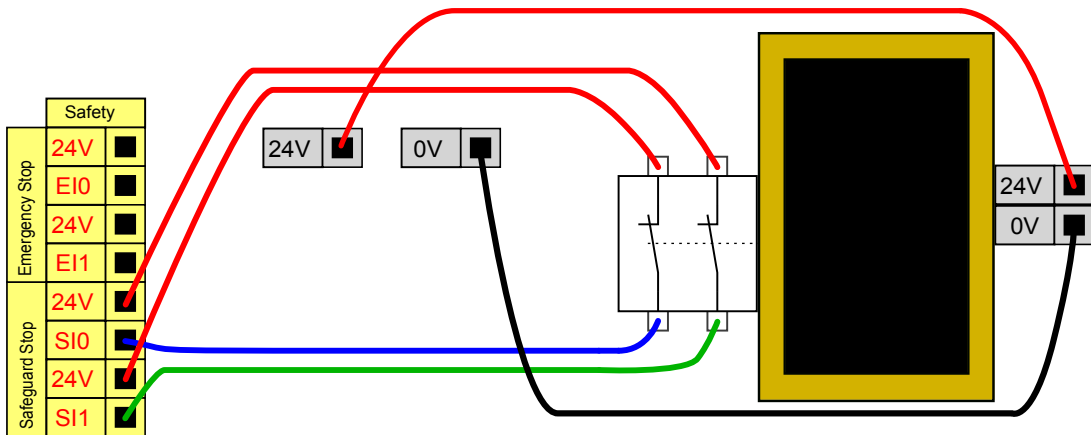 Safety
Emergency Stop
24V
EI0
24V
EI1
Safeguard Stop
24V
SI0
24V
SI1
24V
0V
24V
0V